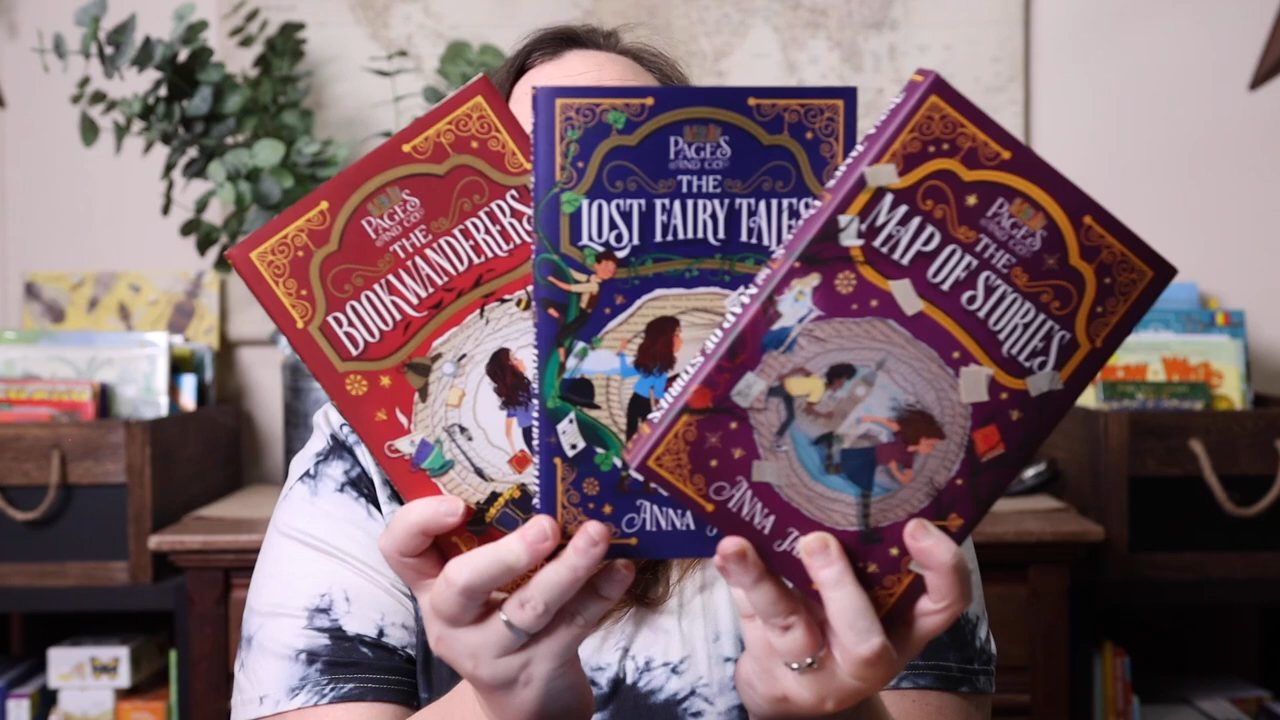 PAGES
AND CO
THE
BOOKWANDERERS
PAGES
AND CO
THE
LOST FAIRY TALES
ANNA
PAGES
AND CO
THE
MAP OF STORIES
ANNA